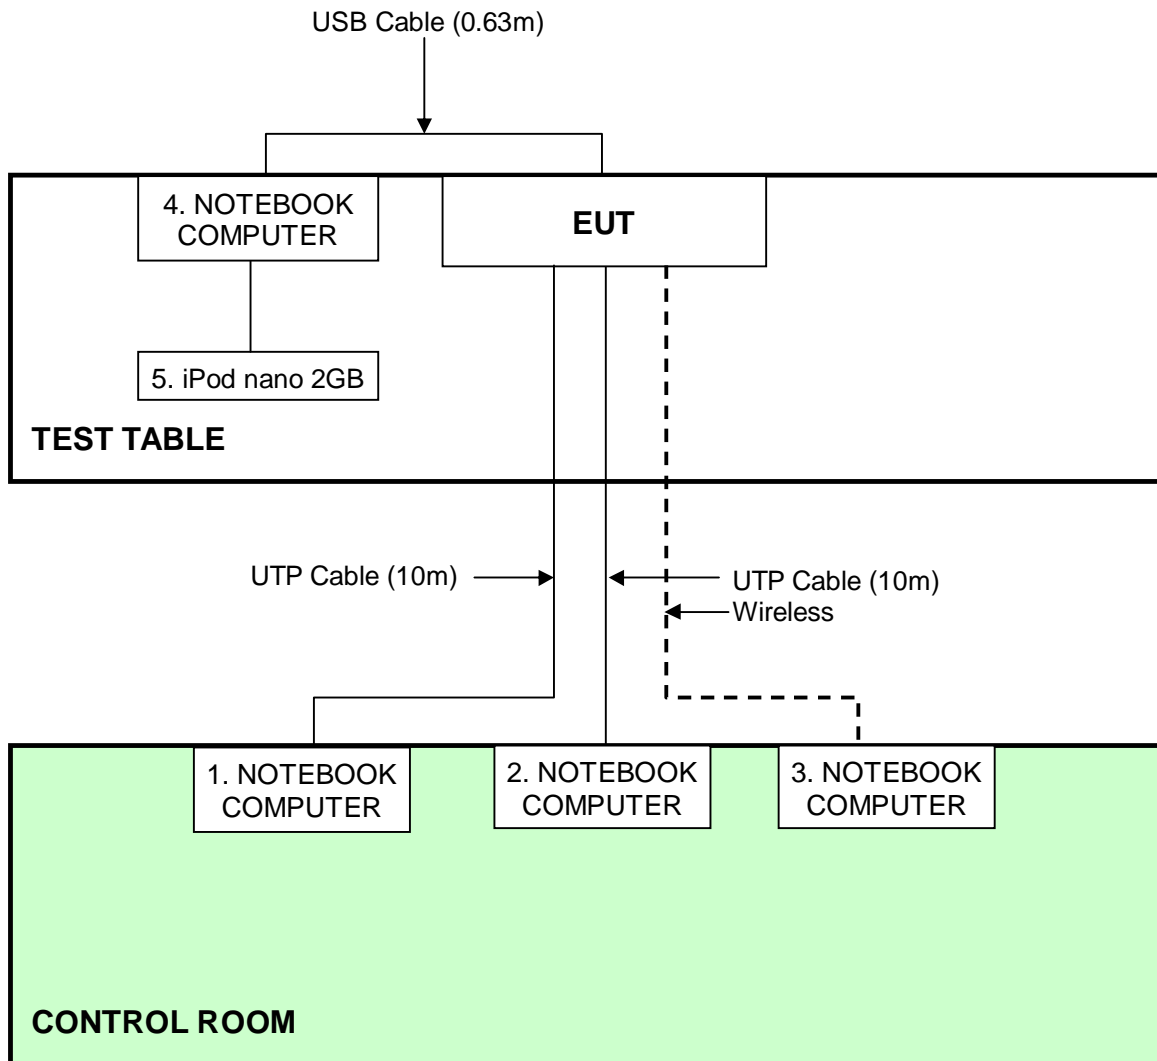 USB Cable (0.63m)
4. NOTEBOOK
COMPUTER
EUT
5. iPod nano 2GB
TEST TABLE
UTP Cable (10m)
UTP Cable (10m)
Wireless
1. NOTEBOOK
COMPUTER
2. NOTEBOOK
COMPUTER
3. NOTEBOOK
COMPUTER
CONTROL ROOM